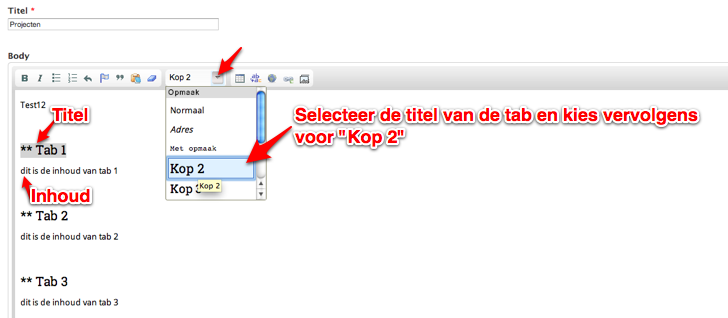 Titel *
Projecten
Body
B I
Kop 2
Opmaak
Test12
Titel
Normaal
Selecteer de titel van de tab en kies vervolgens
voor "Kop 2"
Adres
** Tab 1
Met opmaak
dit is de inhoud van tab 1
Kop 2
Inhoud
Kop 3
Kop 2
** Tab 2
dit is de inhoud van tab 2
** Tab 3
dit is de inhoud van tab 3